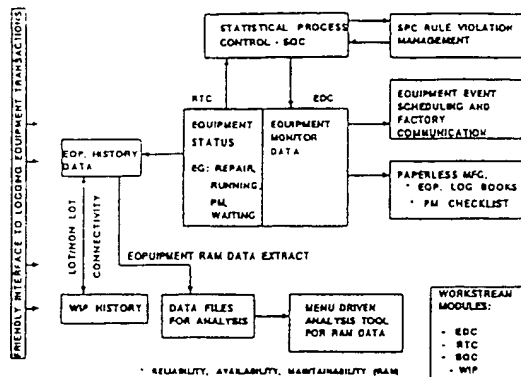 FRIENDLY INTERFACE TO LOGGING EQUIPMENT TRANSACTIONS
STATISTICAL PROCESS
CONTROL - SQC
SPC RULE VIOLATION
MANAGEMENT
RTC
EDC
EQUIPMENT
STATUS
EG: REPAIR,
RUNNING,
PM,
WAITING
EQUIPMENT
MONITOR
DATA
EQUIPMENT EVENT
SCHEDULING AND
FACTORY
COMMUNICATION
EQP. HISTORY
DATA
PAPERLESS MFG.
* EQP. LOG BOOKS
* PM CHECKLIST
LOT/NON LOT
CONNECTIVITY
EQPUIPMENT RAM DATA EXTRACT
WIP HISTORY
DATA FILES
FOR ANALYSIS
MENU DRIVEN
ANALYSIS TOOL
FOR RAM DATA
WORKSTREAM
MODULES:
- EDC
- RTC
- SQC
- WIP
* RELIABILITY, AVAILABILITY, MAINTAINABILITY (RAM)